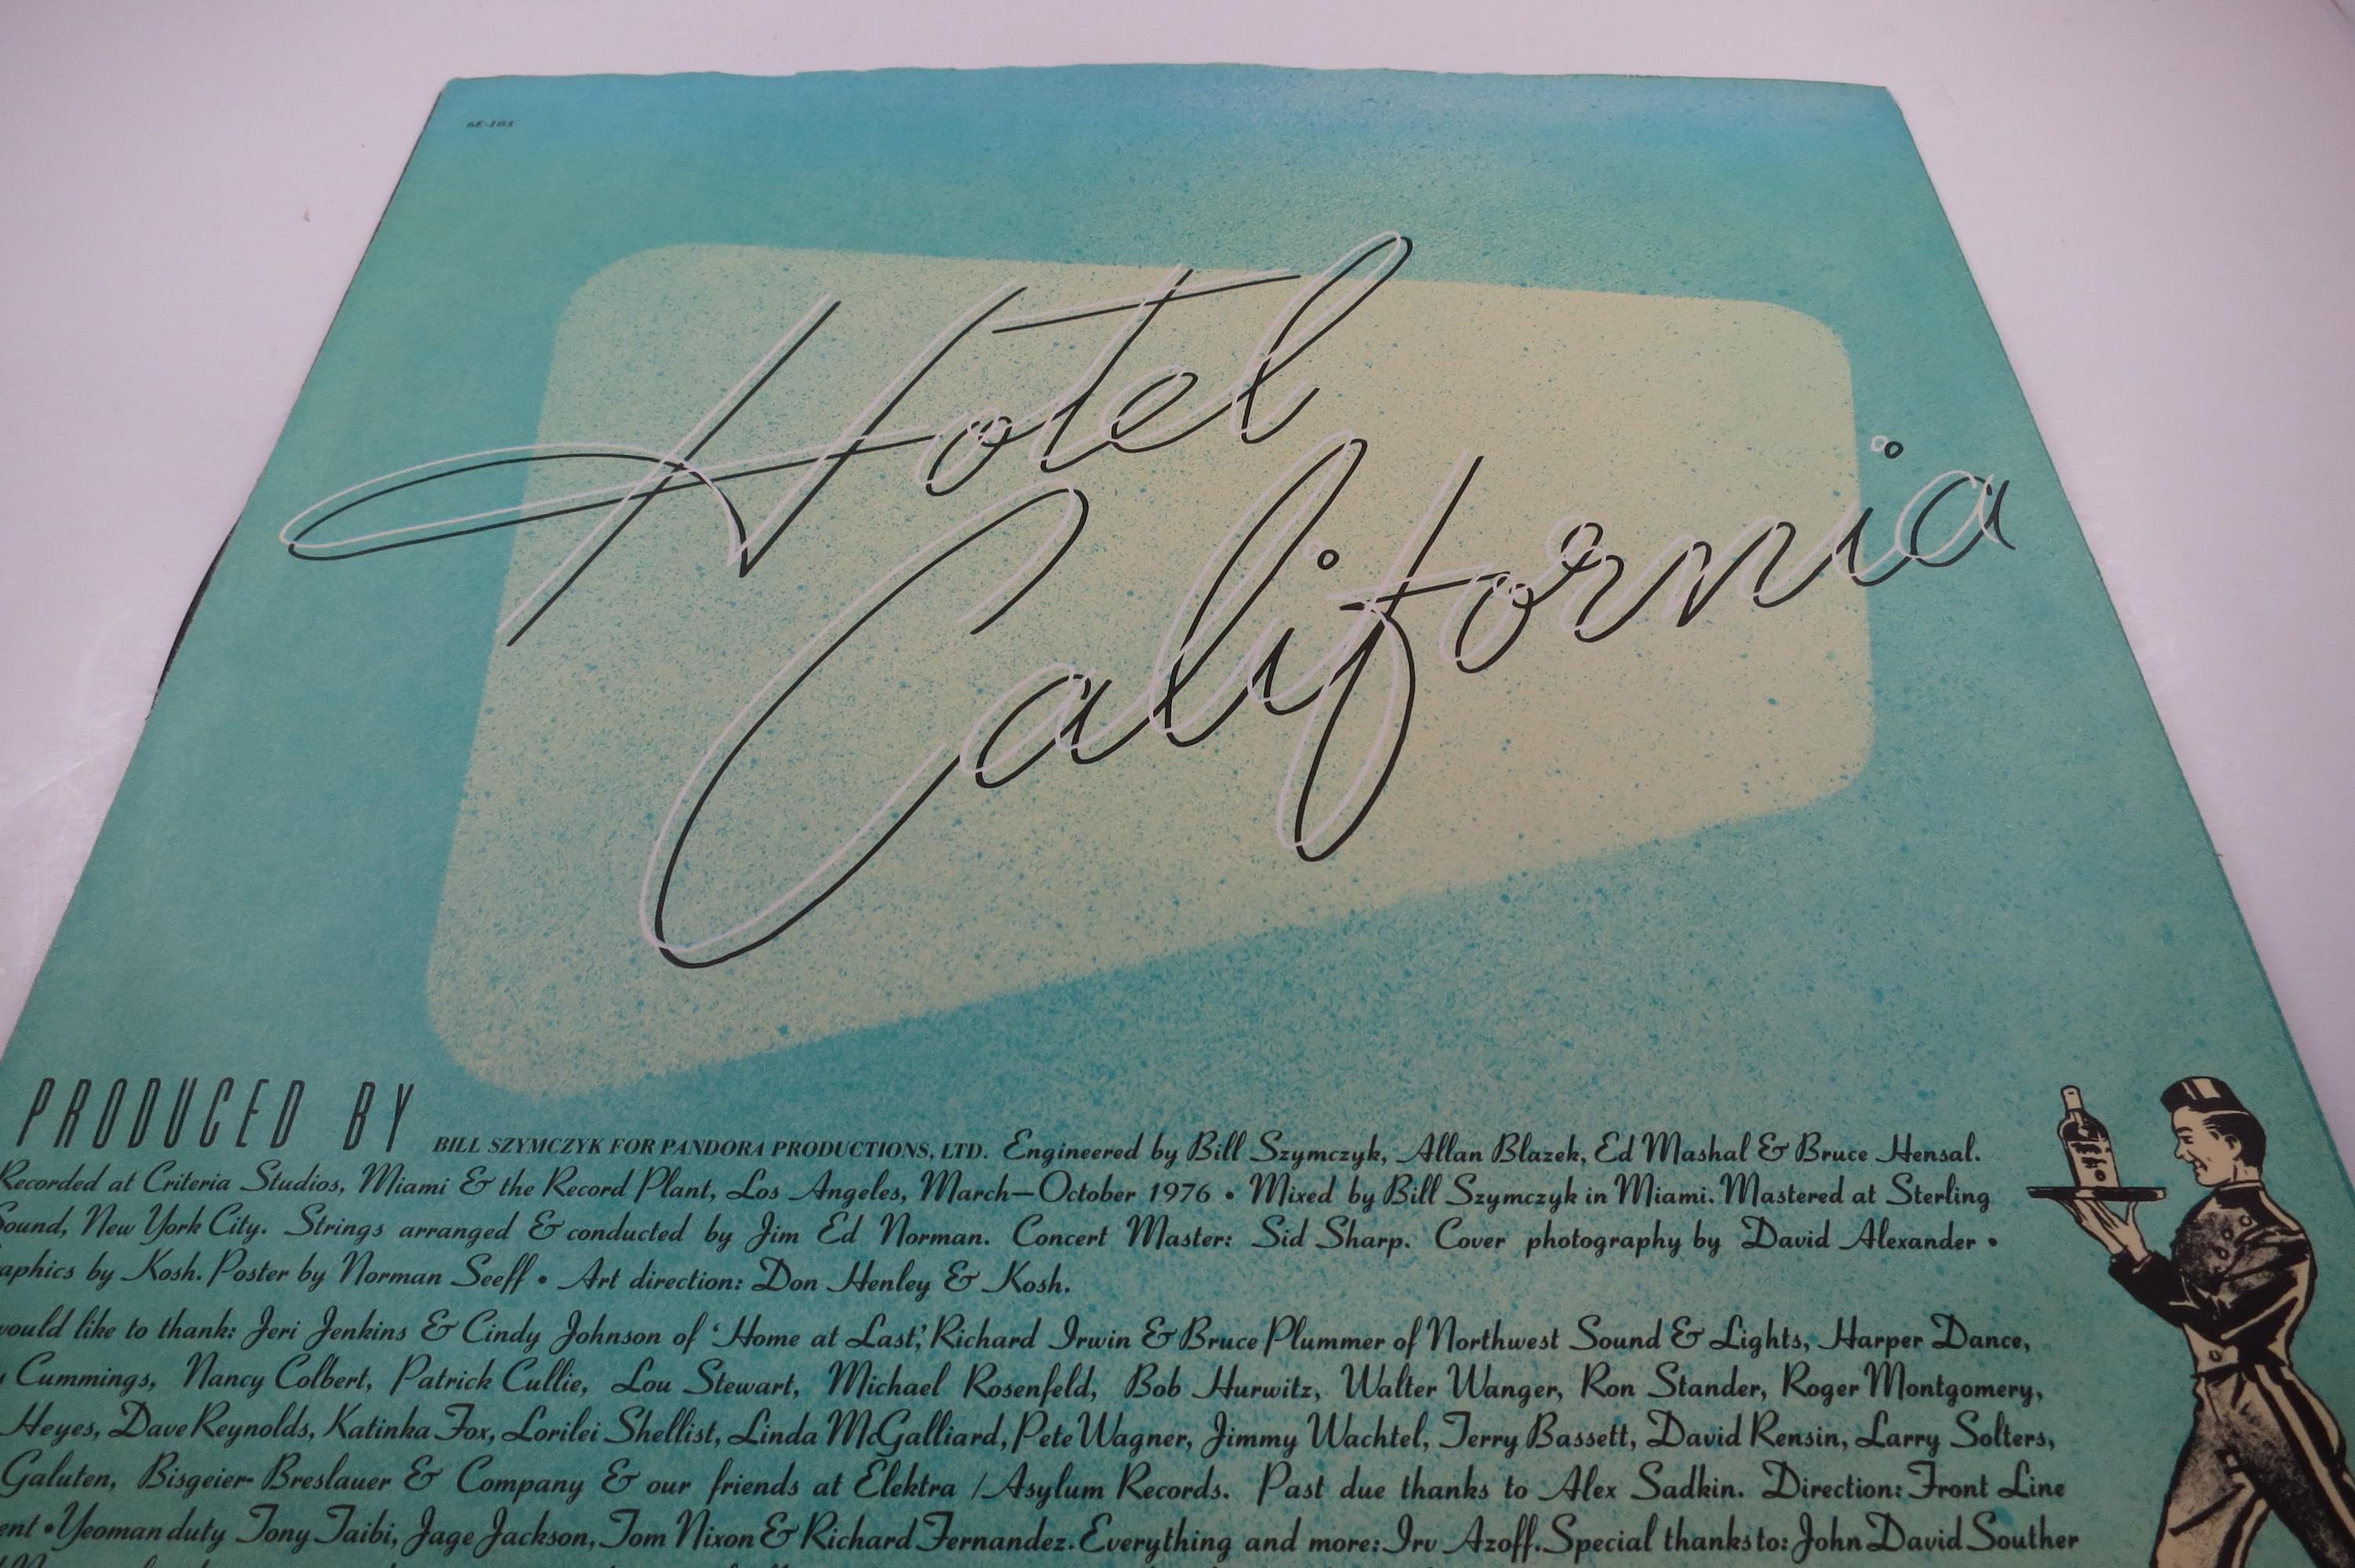 6E-103
Hotel
California
PRODUCED BY BILL SZYMCZYK FOR PANDORA PRODUCTIONS, LTD. Engineered by Bill Szymczyk, Allan Blazek, Ed Mashal & Bruce Hensal.
Recorded at Criteria Studios, Miami & the Record Plant, Los Angeles, March—October 1976 • Mixed by Bill Szymczyk in Miami. Mastered at Sterling
Sound, New York City. Strings arranged & conducted by Jim Ed Norman. Concert Master: Sid Sharp. Cover photography by David Alexander •
aphics by Kosh. Poster by Norman Seeff • Art direction: Don Henley & Kosh.
would like to thank: Jeri Jenkins & Cindy Johnson of ‘Home at Last,’ Richard Irwin & Bruce Plummer of Northwest Sound & Lights, Harper Dance,
Cummings, Nancy Colbert, Patrick Cullie, Lou Stewart, Michael Rosenfeld, Bob Hurwitz, Walter Wanger, Ron Stander, Roger Montgomery,
Heyes, Dave Reynolds, Katinka Fox, Lorilei Shellist, Linda McGalliard, Pete Wagner, Jimmy Wachtel, Terry Bassett, David Rensin, Larry Solters,
Galuten, Bisgeier-Breslauer & Company & our friends at Elektra / Asylum Records. Past due thanks to Alex Sadkin. Direction: Front Line
ent • Yeoman duty Tony Taibi, Jage Jackson, Tom Nixon & Richard Fernandez. Everything and more: Irv Azoff. Special thanks to: John David Souther